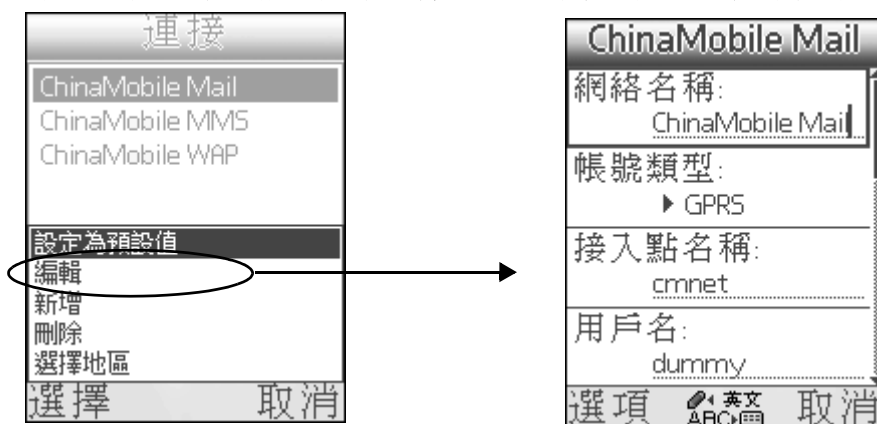 連接
ChinaMobile Mail
ChinaMobile MMS
ChinaMobile WAP
設定為預設值
編輯
新增
刪除
選擇地區
選擇 取消
ChinaMobile Mail
網絡名稱:
ChinaMobile Mail
帳號類型:
GPRS
接入點名稱:
cmnet
用戶名:
dummy
選項 英文 ABC 取消